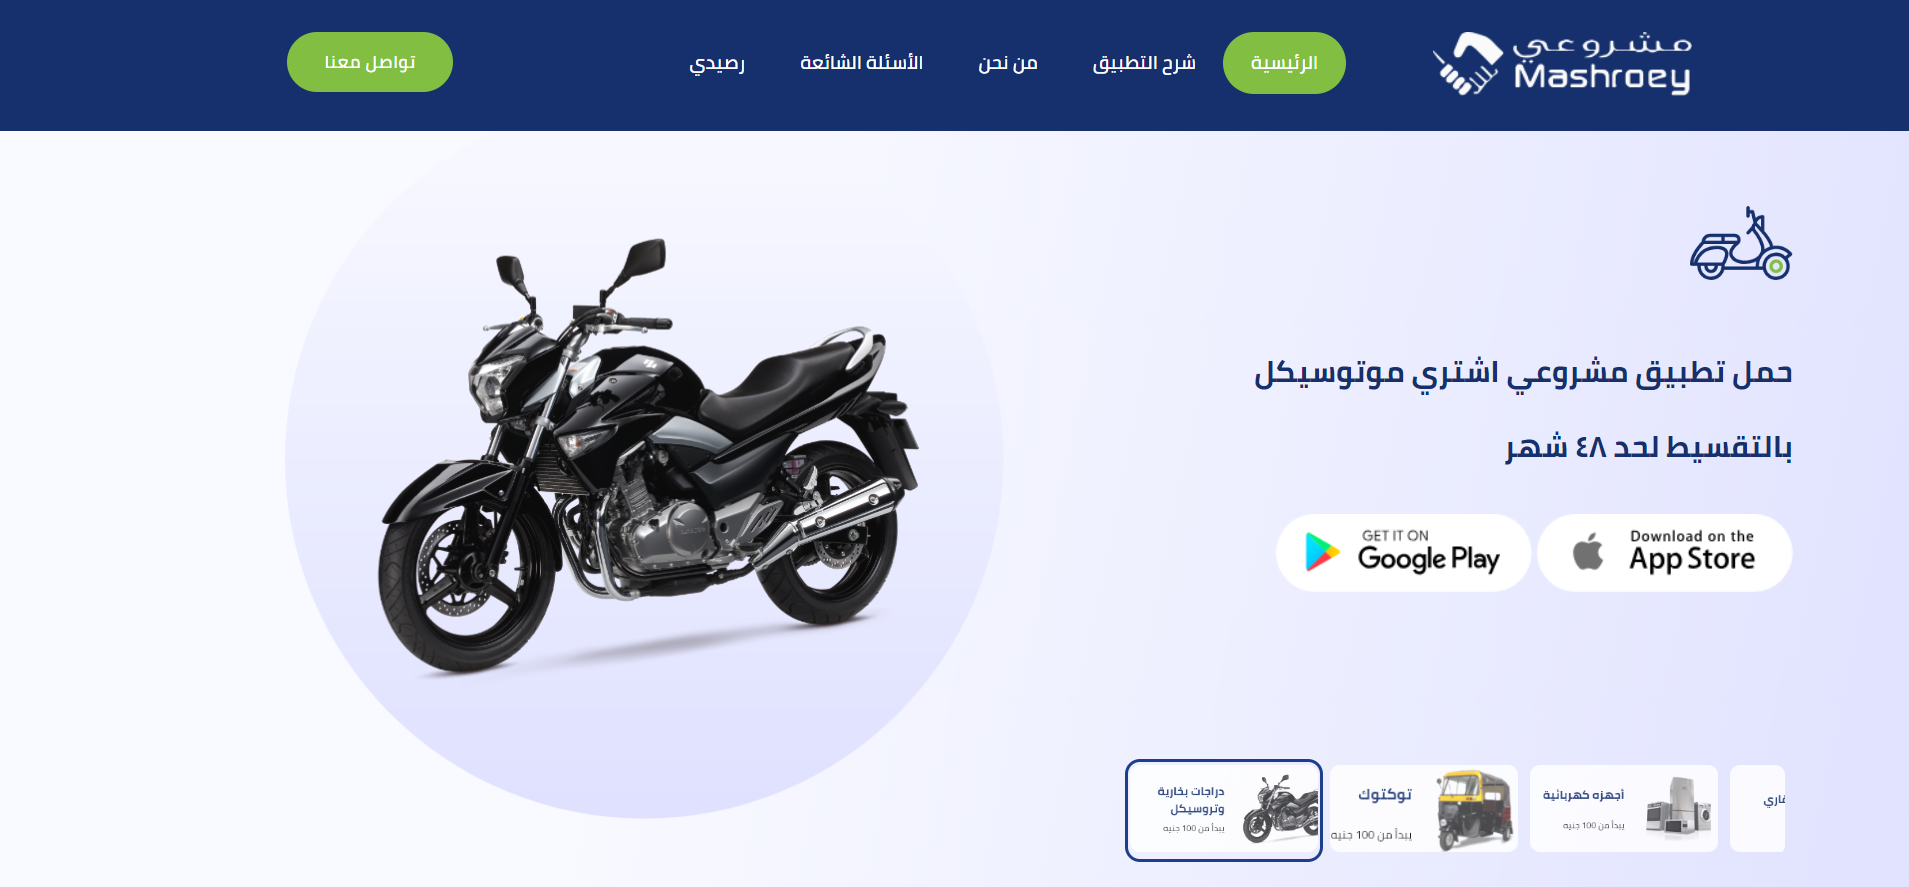 مشروعي
Mashroey
الرئيسية
شرح التطبيق
من نحن
الأسئلة الشائعة
رصيدي
تواصل معنا
حمل تطبيق مشروعي اشتري موتوسيكل
بالتقسيط لحد ٤٨ شهر
Download on the
App Store
GET IT ON
Google Play
أجهزه كهربائية
يبدأ من 100 جنيه
توكتوك
يبدأ من 100 جنيه
دراجات بخارية
وتروسيكل
يبدأ من 100 جنيه